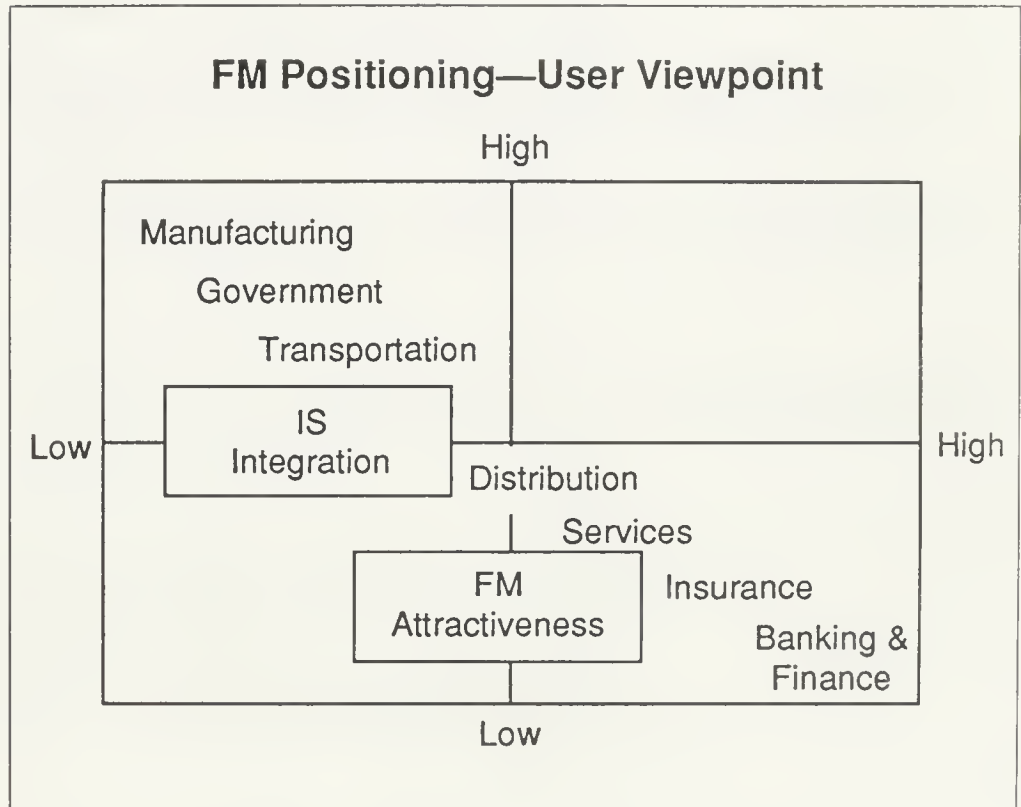 FM Positioning—User Viewpoint
High
Manufacturing
Government
Transportation
IS
Integration
Low
High
Distribution
Services
FM
Attractiveness
Insurance
Banking &
Finance
Low